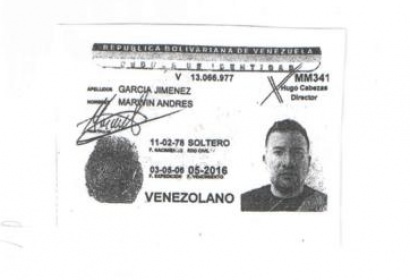 REPUBLICA BOLIVARIANA DE VENEZUELA
CEDULA DE IDENTIDAD
V 13.066.977
MM341
Hugo Cabezas
Director
APELLIDOS GARCIA JIMENEZ
NOMBRES MARWIN ANDRES
11-02-76 SOLTERO
F. NACIMIENTO EDO CIVIL
03-05-06 05-2016
F. EXPEDICION F. VENCIMIENTO
VENEZOLANO